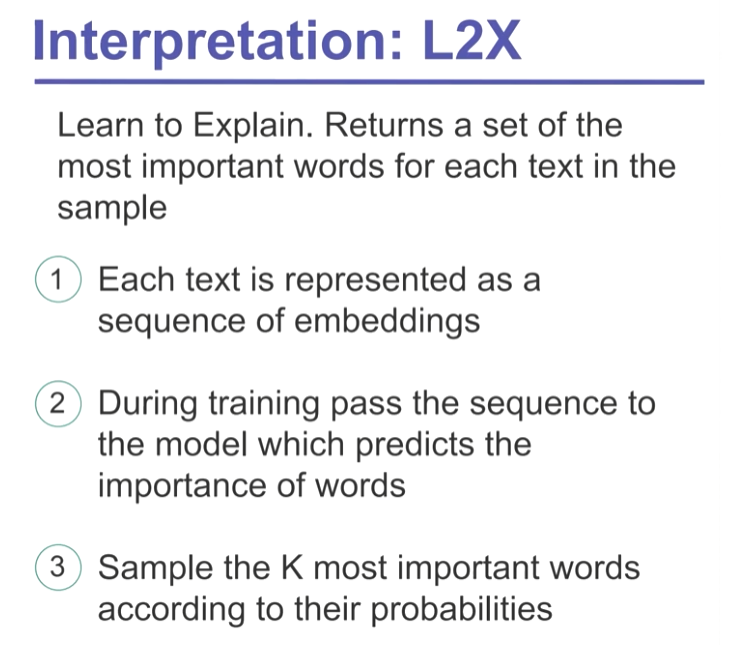 Interpretation: L2X
Learn to Explain. Returns a set of the
most important words for each text in the
sample
1 Each text is represented as a
sequence of embeddings
2 During training pass the sequence to
the model which predicts the
importance of words
3 Sample the K most important words
according to their probabilities